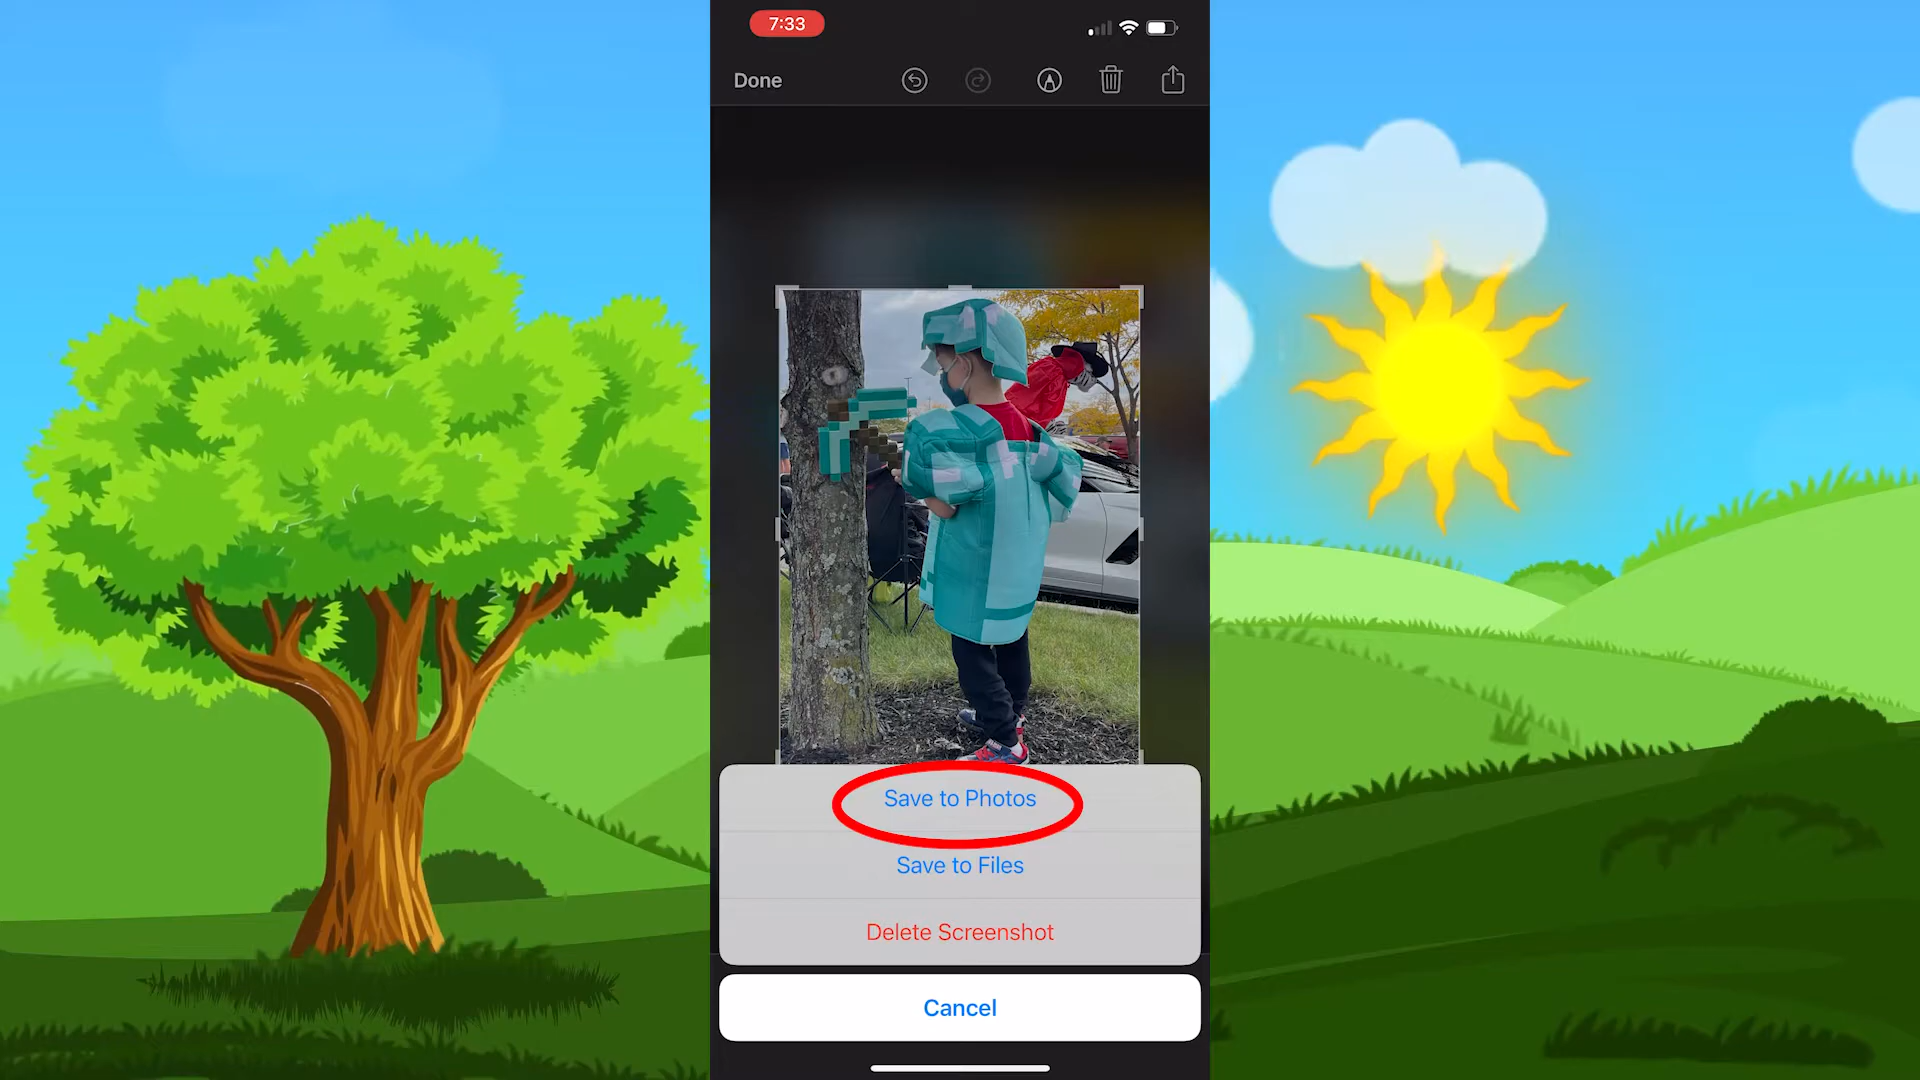 7:33
Done
Save to Photos
Save to Files
Delete Screenshot
Cancel